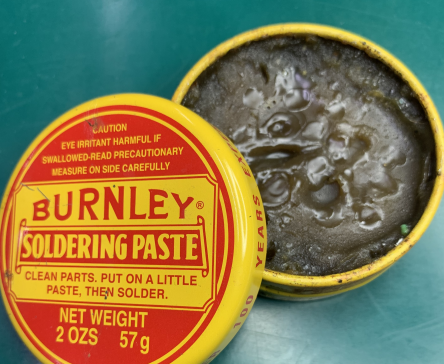 CAUTION
EYE IRRITANT HARMFUL IF
SWALLOWED-READ PRECAUTIONARY
MEASURE ON SIDE CAREFULLY
BURNLEY®
SOLDERING PASTE
CLEAN PARTS. PUT ON A LITTLE
PASTE, THEN SOLDER.
NET WEIGHT
2 OZS 57g
100 YEARS